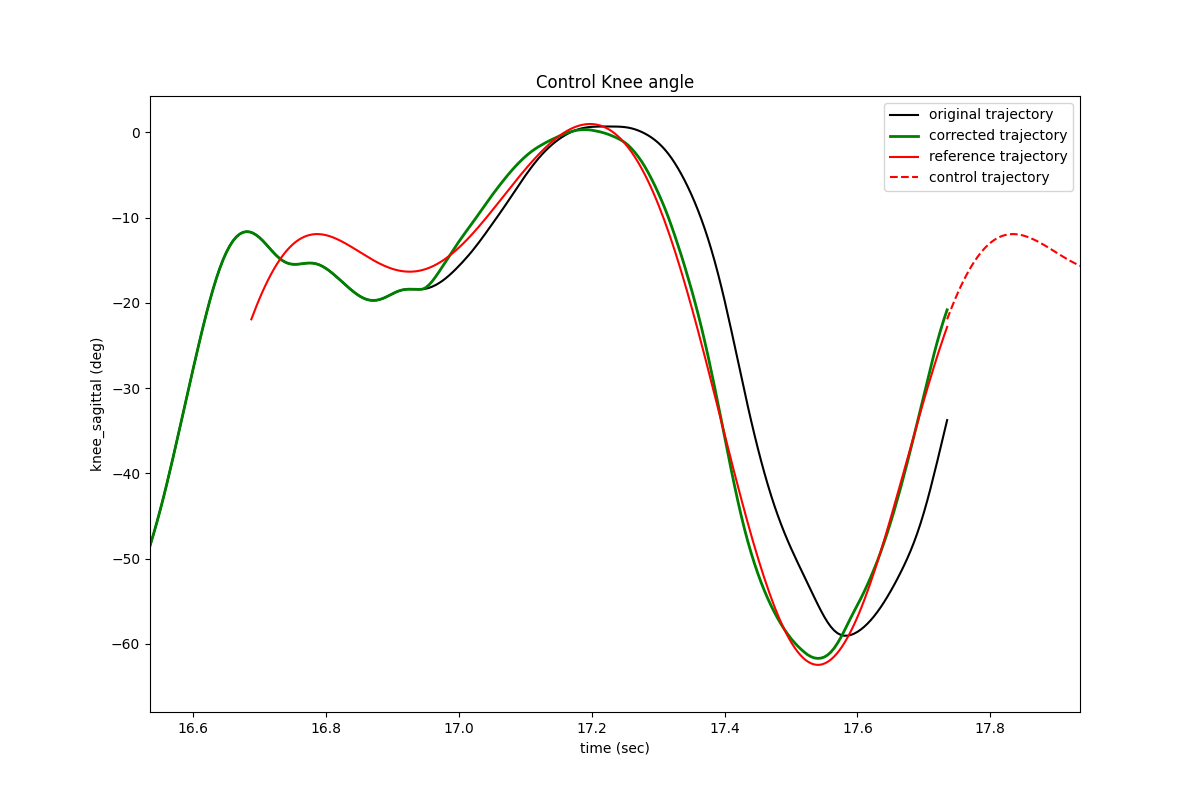 Control Knee angle
original trajectory
corrected trajectory
reference trajectory
control trajectory
0
−10
−20
−30
−40
−50
−60
knee_sagittal (deg)
16.6 16.8 17.0 17.2 17.4 17.6 17.8
time (sec)